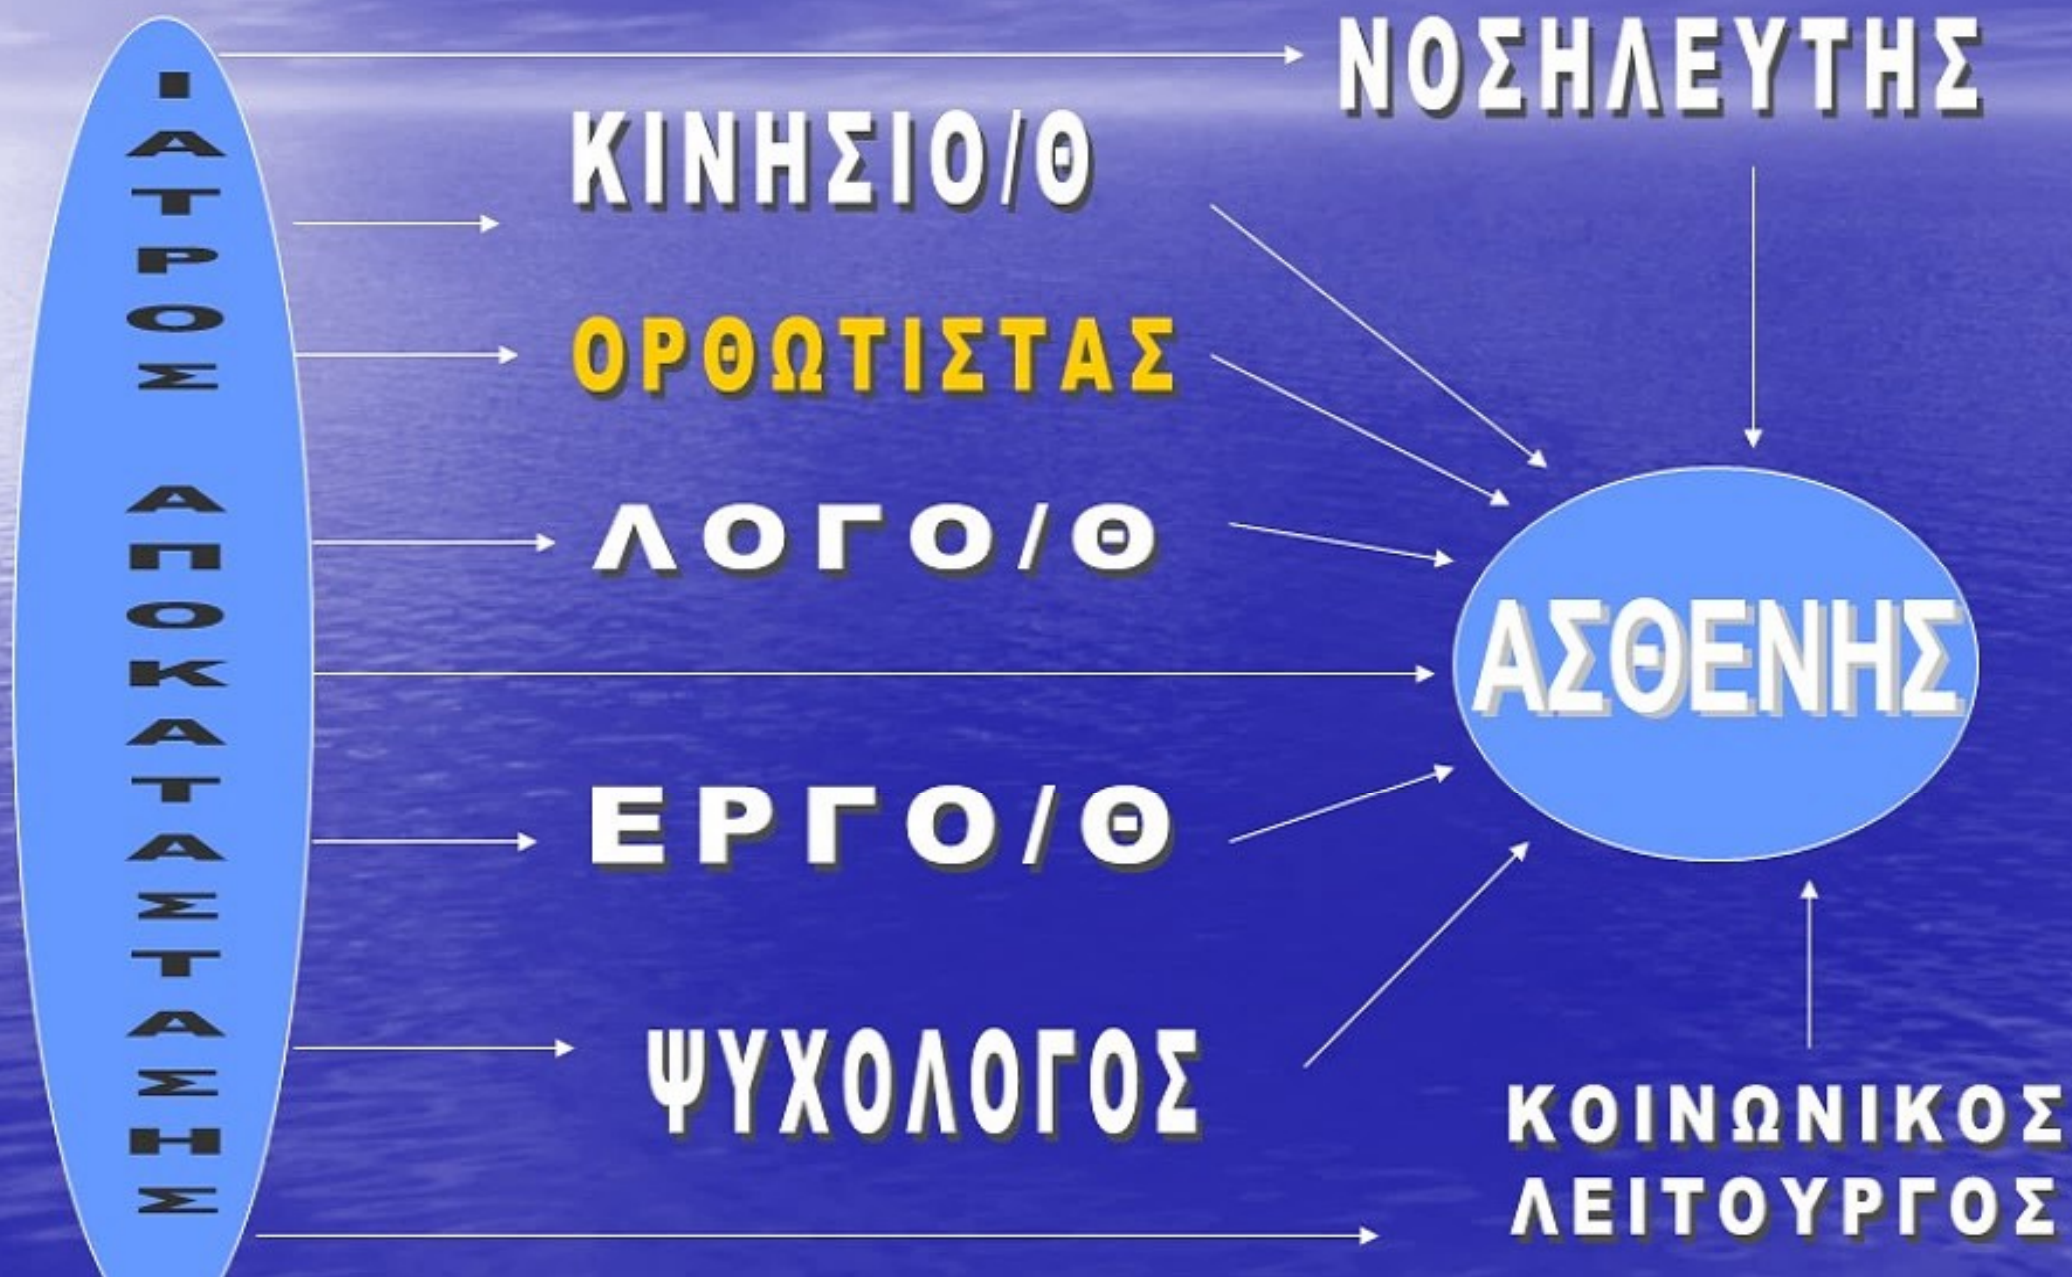 ΙΑΤΡΟΣ ΑΠΟΚΑΤΑΣΤΑΣΗΣ
ΝΟΣΗΛΕΥΤΗΣ
ΚΙΝΗΣΙΟ/Θ
ΟΡΘΩΤΙΣΤΑΣ
ΛΟΓΟ/Θ
ΑΣΘΕΝΗΣ
ΕΡΓΟ/Θ
ΨΥΧΟΛΟΓΟΣ
ΚΟΙΝΩΝΙΚΟΣ
ΛΕΙΤΟΥΡΓΟΣ